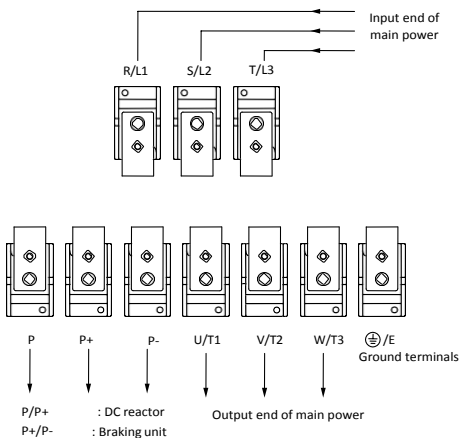 Input end of
main power
R/L1 S/L2 T/L3
P P+ P- U/T1 V/T2 W/T3 /E
Ground terminals
P/P+ : DC reactor Output end of main power
P+/P- : Braking unit